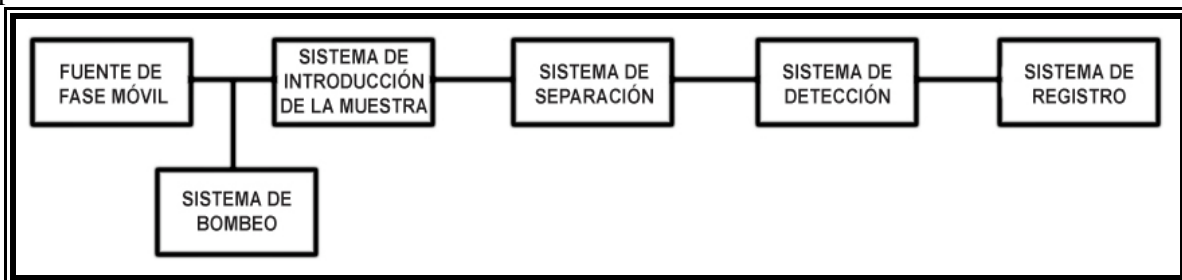 FUENTE DE
FASE MÓVIL
SISTEMA DE
INTRODUCCIÓN
DE LA MUESTRA
SISTEMA DE
SEPARACIÓN
SISTEMA DE
DETECCIÓN
SISTEMA DE
REGISTRO
SISTEMA DE
BOMBEO